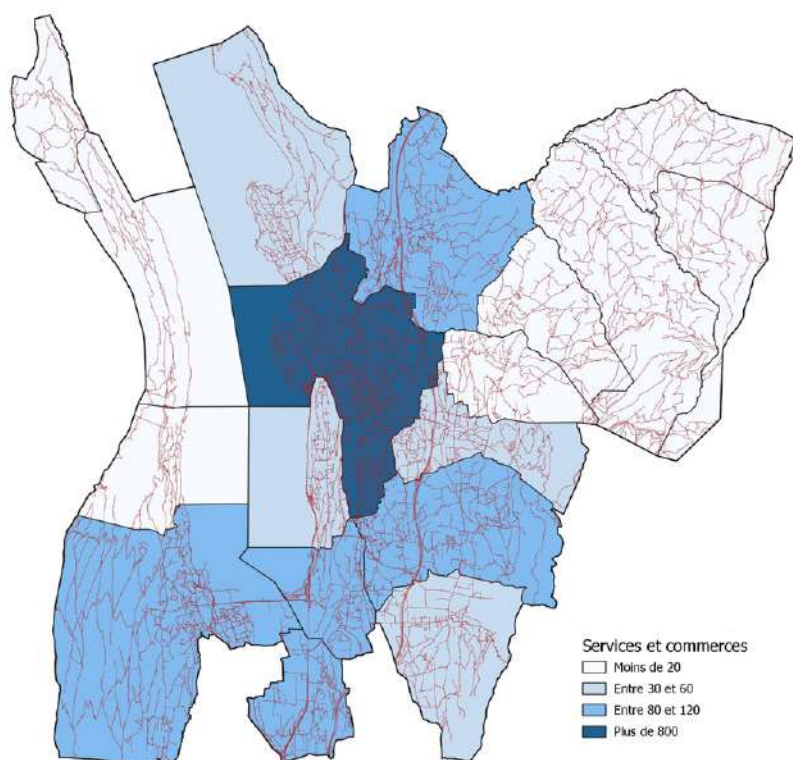 Services et commerces
Moins de 20
Entre 30 et 60
Entre 80 et 120
Plus de 800